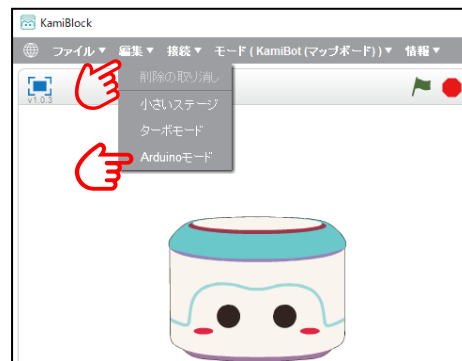 KamiBlock
ファイル▼ 編集▼ 接続▼ モード ( KamiBot (マップボード) )▼ 情報▼
削除の取り消し
小さいステージ
ターボモード
Arduinoモード
v1.0.3